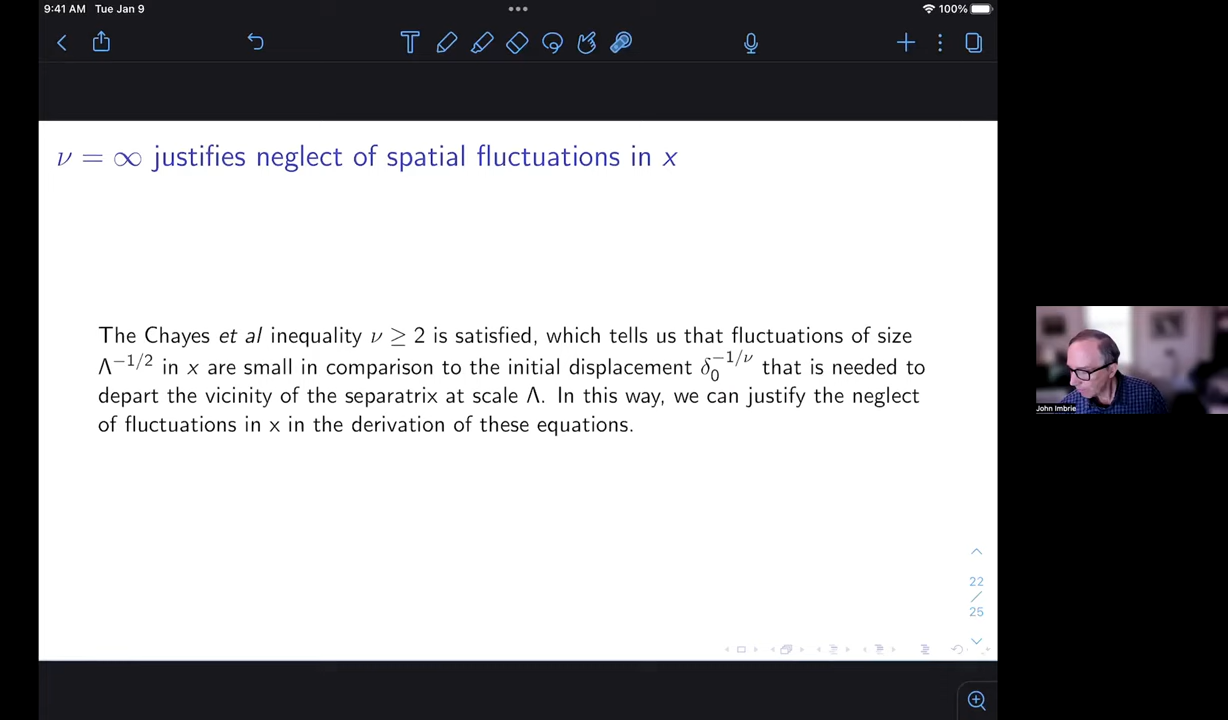 9:41 AM Tue Jan 9
100%
T
ν = ∞ justifies neglect of spatial fluctuations in x
The Chayes et al inequality ν ≥ 2 is satisfied, which tells us that fluctuations of size
Λ^{−1/2} in x are small in comparison to the initial displacement δ_0^{−1/ν} that is needed to
depart the vicinity of the separatrix at scale Λ. In this way, we can justify the neglect
of fluctuations in x in the derivation of these equations.
John Imbrie
22
/
25